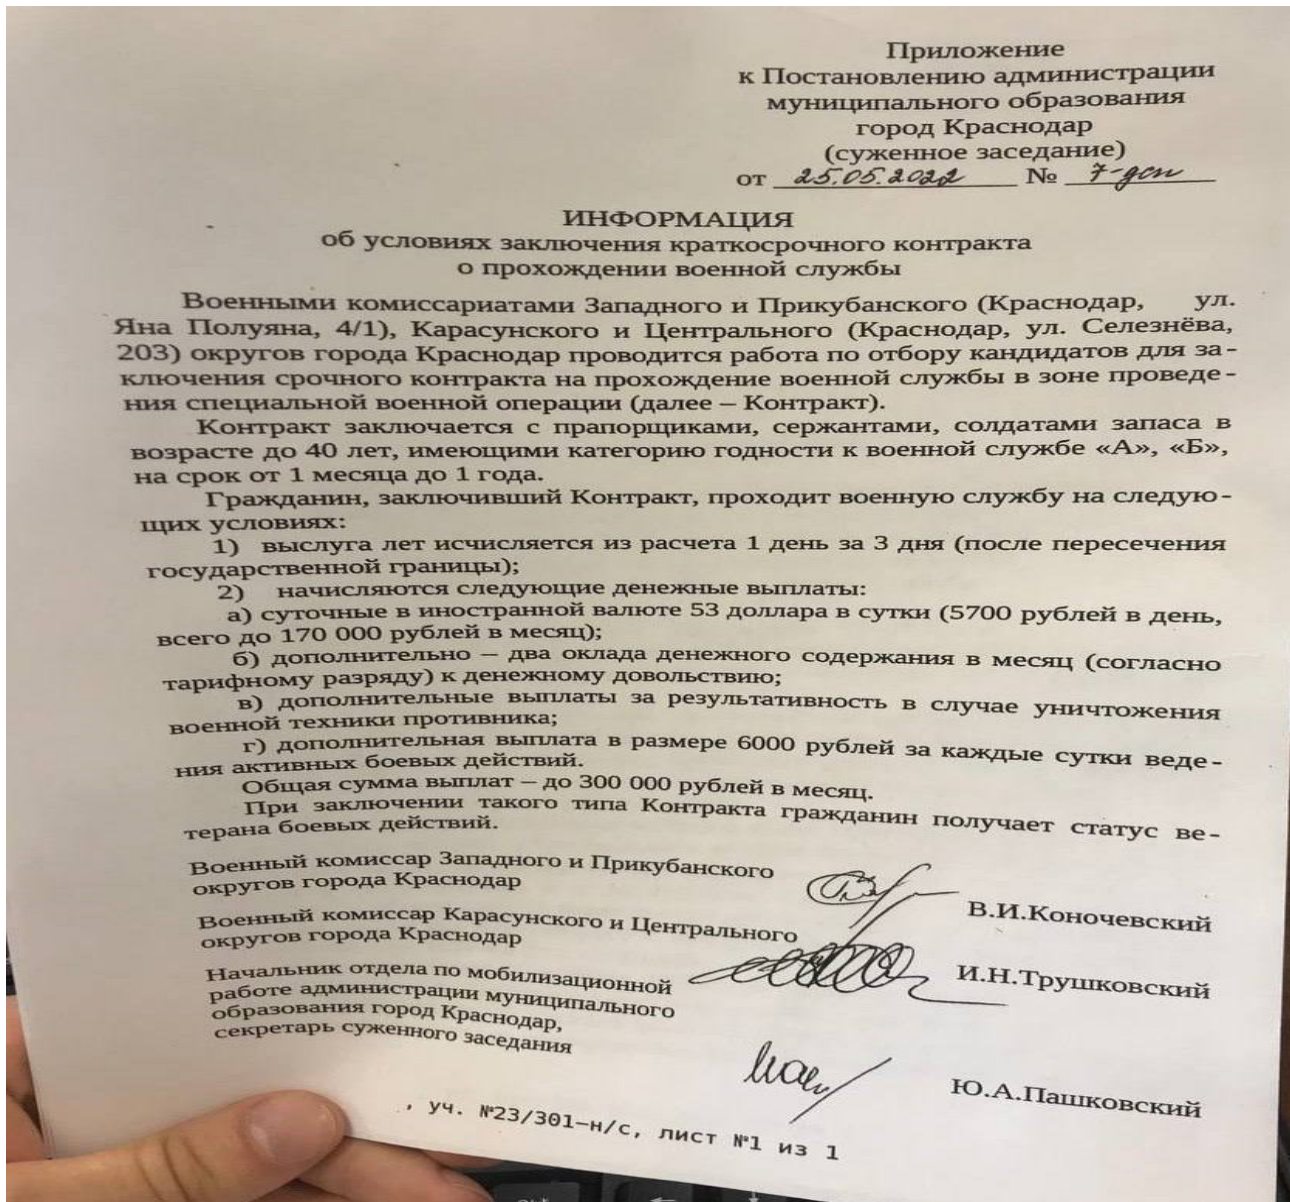 Приложение
к Постановлению администрации
муниципального образования
город Краснодар
(суженное заседание)
от 25.05.2022 № 7-дсп
ИНФОРМАЦИЯ
об условиях заключения краткосрочного контракта
о прохождении военной службы
Военными комиссариатами Западного и Прикубанского (Краснодар, ул.
Яна Полуяна, 4/1), Карасунского и Центрального (Краснодар, ул. Селезнёва,
203) округов города Краснодар проводится работа по отбору кандидатов для за-
ключения срочного контракта на прохождение военной службы в зоне проведе-
ния специальной военной операции (далее – Контракт).
Контракт заключается с прапорщиками, сержантами, солдатами запаса в
возрасте до 40 лет, имеющими категорию годности к военной службе «А», «Б»,
на срок от 1 месяца до 1 года.
Гражданин, заключивший Контракт, проходит военную службу на следую-
щих условиях:
1) выслуга лет исчисляется из расчета 1 день за 3 дня (после пересечения
государственной границы);
2) начисляются следующие денежные выплаты:
а) суточные в иностранной валюте 53 доллара в сутки (5700 рублей в день,
всего до 170 000 рублей в месяц);
б) дополнительно – два оклада денежного содержания в месяц (согласно
тарифному разряду) к денежному довольствию;
в) дополнительные выплаты за результативность в случае уничтожения
военной техники противника;
г) дополнительная выплата в размере 6000 рублей за каждые сутки веде-
ния активных боевых действий.
Общая сумма выплат – до 300 000 рублей в месяц.
При заключении такого типа Контракта гражданин получает статус ве-
терана боевых действий.
Военный комиссар Западного и Прикубанского
округов города Краснодар
В.И.Коночевский
Военный комиссар Карасунского и Центрального
округов города Краснодар
И.Н.Трушковский
Начальник отдела по мобилизационной
работе администрации муниципального
образования город Краснодар,
секретарь суженного заседания
Ю.А.Пашковский
, уч. №23/301-н/с, лист №1 из 1